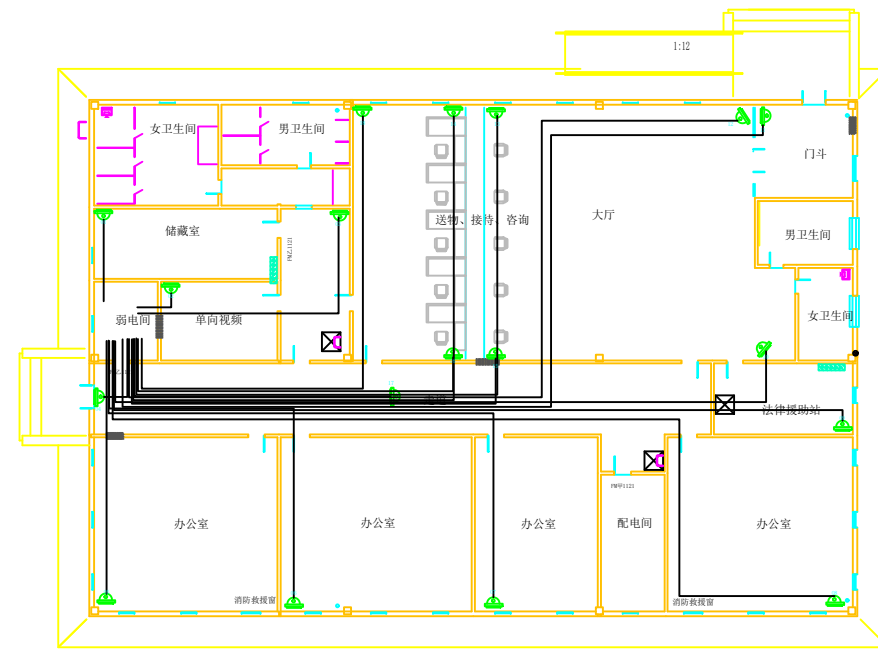 1:12
女卫生间
男卫生间
门斗
送物、接待、咨询
大厅
储藏室
男卫生间
弱电间
单向视频
女卫生间
法律援助站
办公室
办公室
办公室
配电间
办公室
消防救援窗
消防救援窗